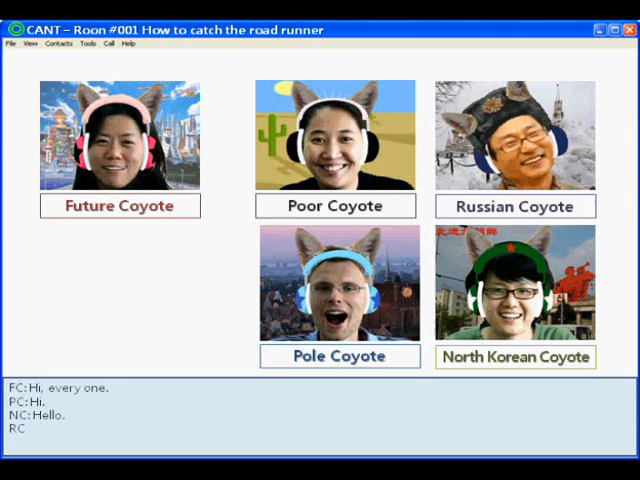 CANT – Roon #001 How to catch the road runner
File View Contacts Tools Call Help
Future Coyote
Poor Coyote
Russian Coyote
Pole Coyote
North Korean Coyote
FC: Hi, every one.
PC: Hi.
NC: Hello.
RC